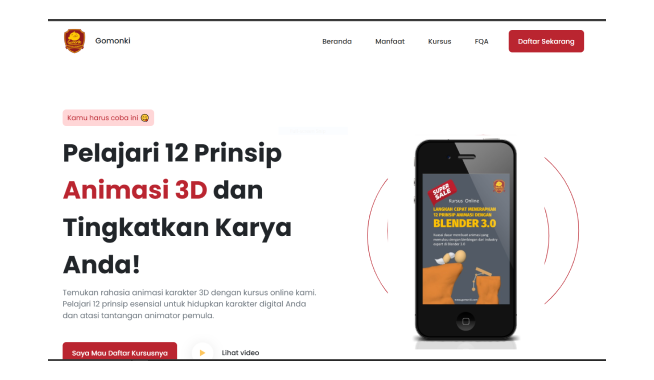 Gomonki
Beranda
Manfaat
Kursus
FQA
Daftar Sekarang
Kamu harus coba ini
Pelajari 12 Prinsip
Animasi 3D dan
Tingkatkan Karya
Anda!
Temukan rahasia animasi karakter 3D dengan kursus online kami.
Pelajari 12 prinsip esensial untuk hidupkan karakter digital Anda
dan atasi tantangan animator pemula.
Saya Mau Daftar Kursusnya
Lihat video
SUPER
SALE
Kursus Online
LANGKAH CEPAT MENERAPKAN
12 PRINSIP ANIMASI DENGAN
BLENDER 3.0